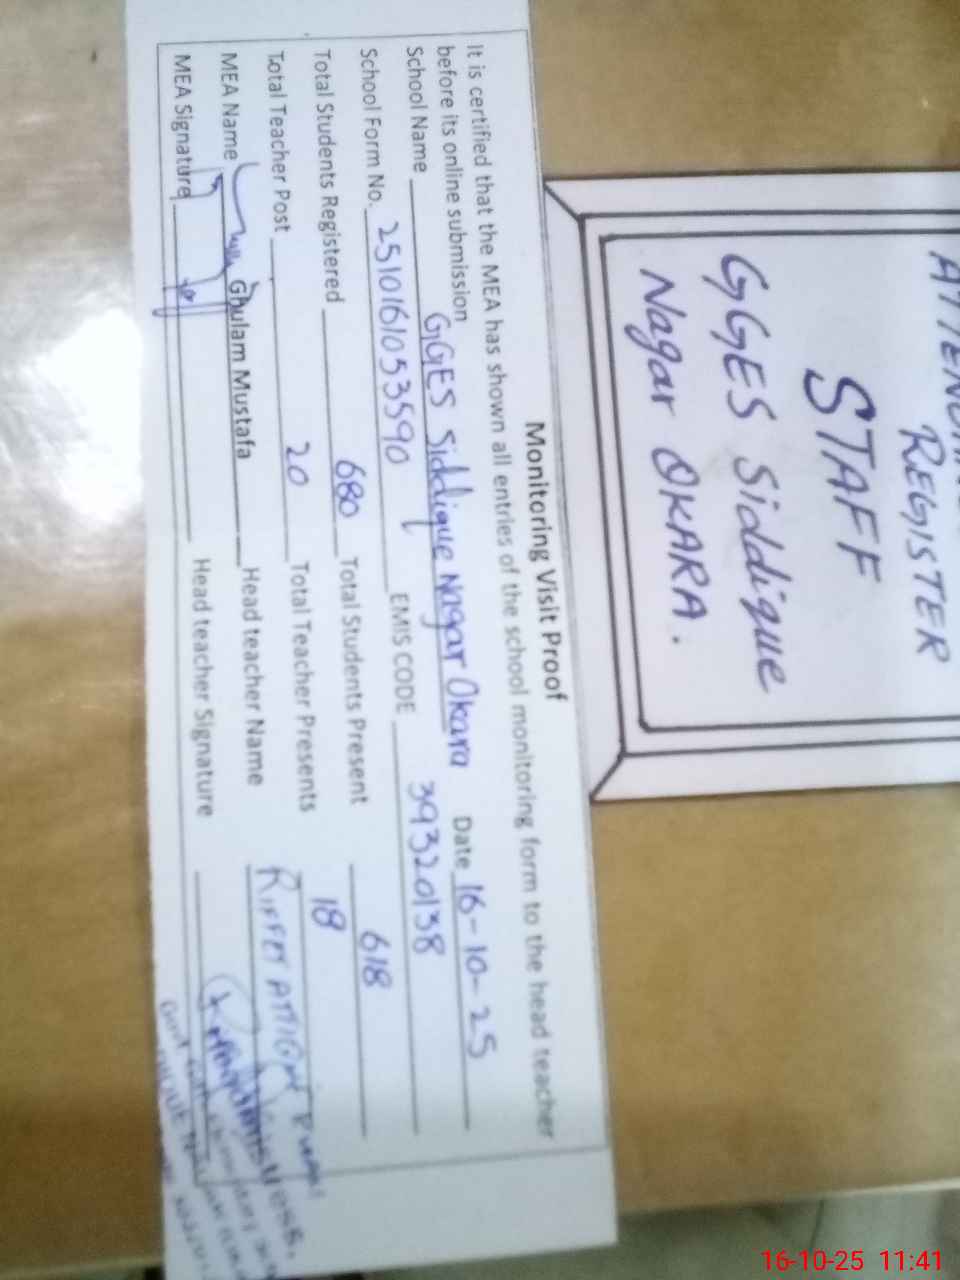 REGISTER
STAFF
GGES Siddique
Nagar OKARA.
Monitoring Visit Proof
It is certified that the MEA has shown all entries of the school monitoring form to the head teacher
before its online submission
School Name GGES Siddique Nagar Okara Date 16-10-25
School Form No. 2510161053590 EMIS CODE 39320138
Total Students Registered 680 Total Students Present 618
Total Teacher Post 20 Total Teacher Presents 18
MEA Name Ghulam Mustafa Head teacher Name RIFFET
MEA Signature Head teacher Signature
16-10-25 11:41